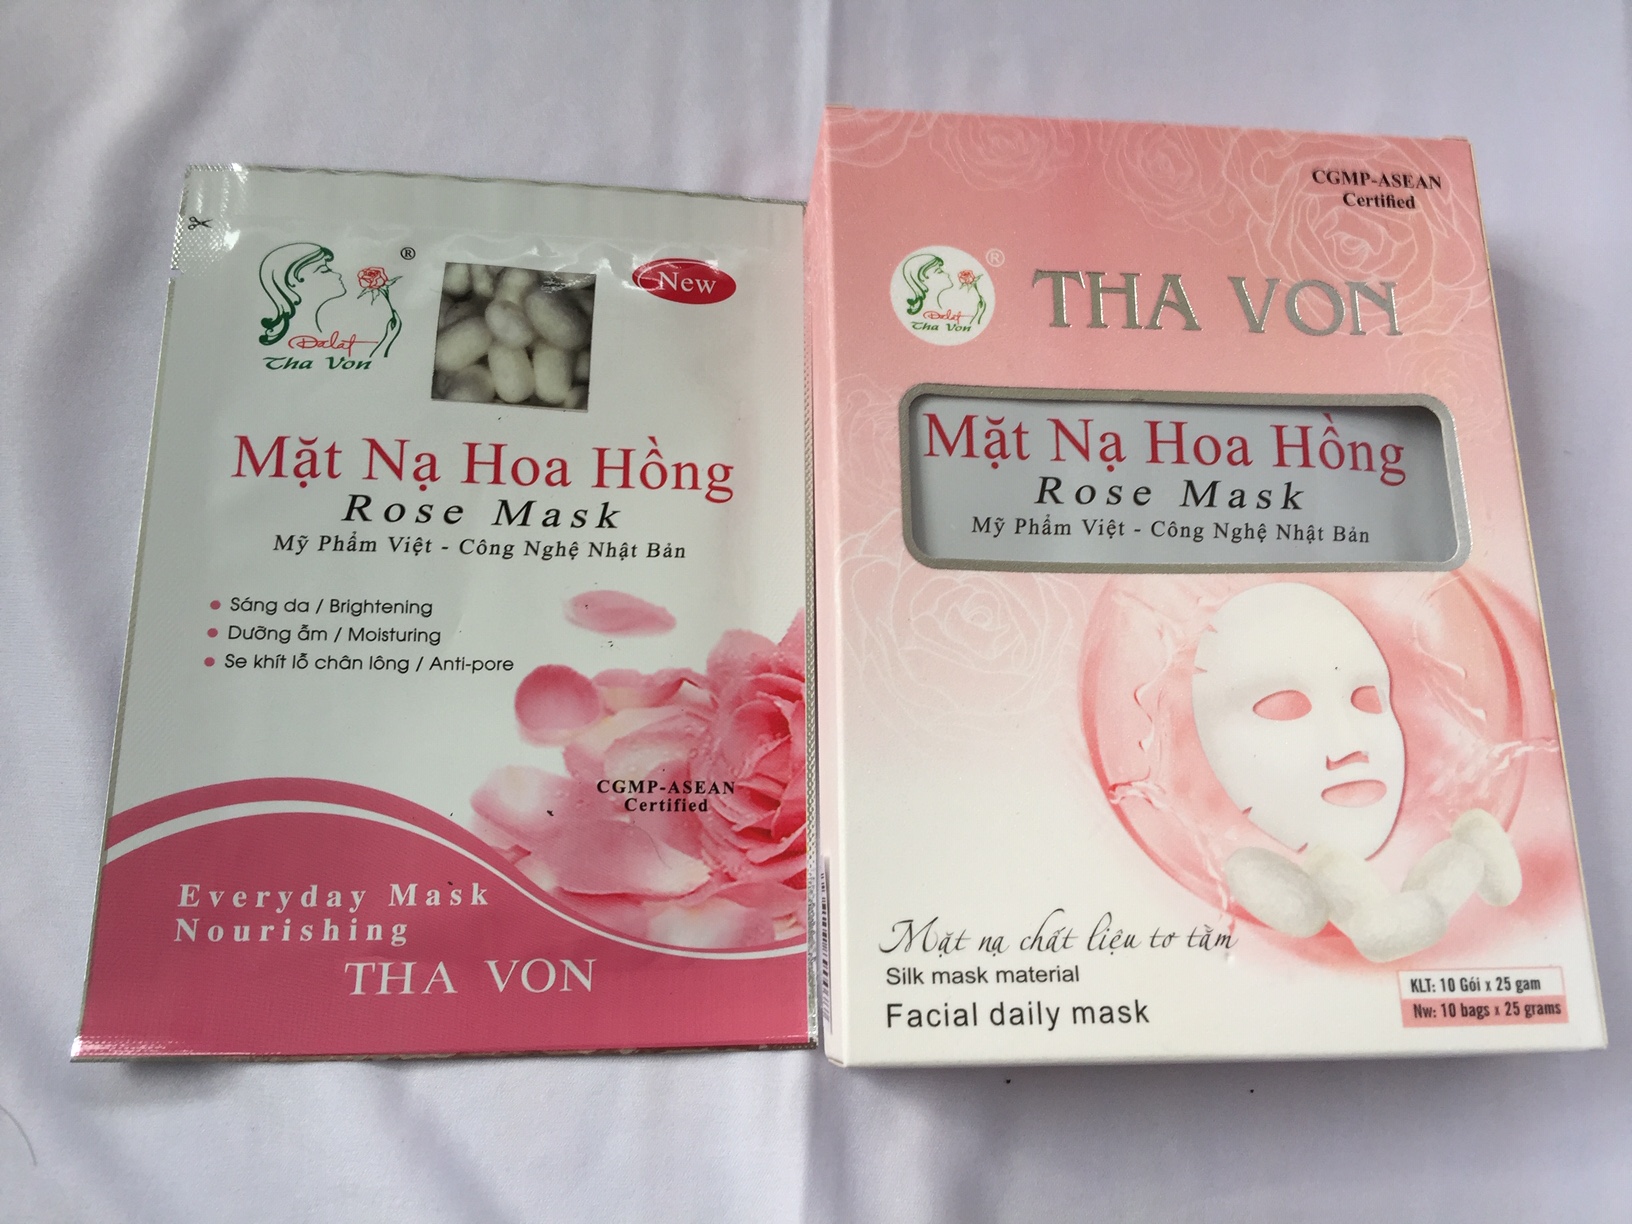 ®
Dalat
Tha Von
New
Mặt Nạ Hoa Hồng
Rose Mask
Mỹ Phẩm Việt - Công Nghệ Nhật Bản
Sáng da / Brightening
Dưỡng ẩm / Moisturing
Se khít lỗ chân lông / Anti-pore
CGMP-ASEAN
Certified
Everyday Mask
Nourishing
THA VON
CGMP-ASEAN
Certified
®
Dalat
Tha Von
THA VON
Mặt Nạ Hoa Hồng
Rose Mask
Mỹ Phẩm Việt - Công Nghệ Nhật Bản
Mặt nạ chất liệu tơ tằm
Silk mask material
Facial daily mask
KLT: 10 Gói x 25 gam
Nw: 10 bags x 25 grams